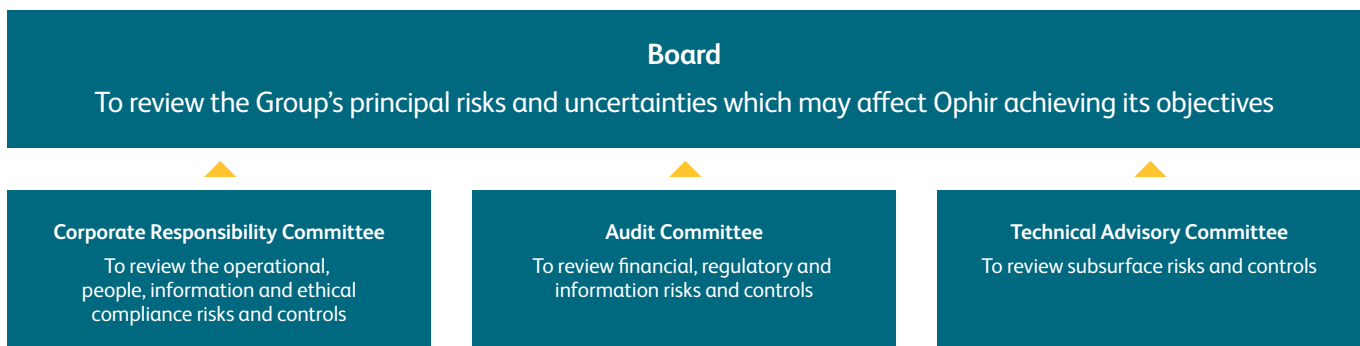 Board
To review the Group's principal risks and uncertainties which may affect Ophir achieving its objectives
Corporate Responsibility Committee
To review the operational,
people, information and ethical
compliance risks and controls
Audit Committee
To review financial, regulatory and
information risks and controls
Technical Advisory Committee
To review subsurface risks and controls